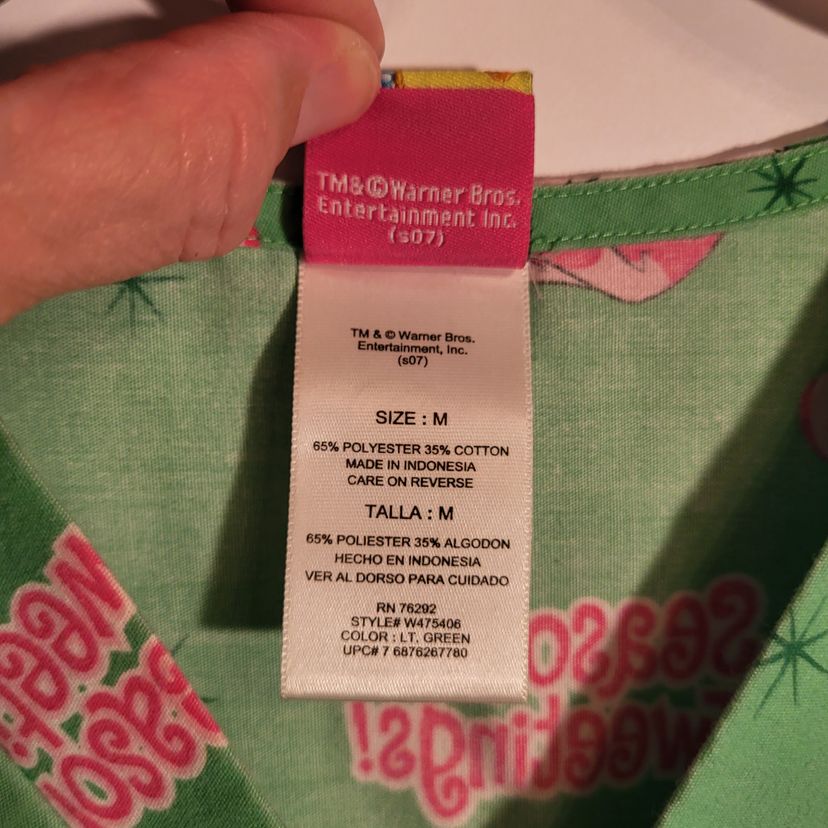 TM&©Warner Bros.
Entertainment Inc.
(s07)
TM & © Warner Bros.
Entertainment, Inc.
(s07)
SIZE : M
65% POLYESTER 35% COTTON
MADE IN INDONESIA
CARE ON REVERSE
TALLA : M
65% POLIESTER 35% ALGODON
HECHO EN INDONESIA
VER AL DORSO PARA CUIDADO
RN 76292
STYLE# W475406
COLOR : LT. GREEN
UPC# 7 6876267780